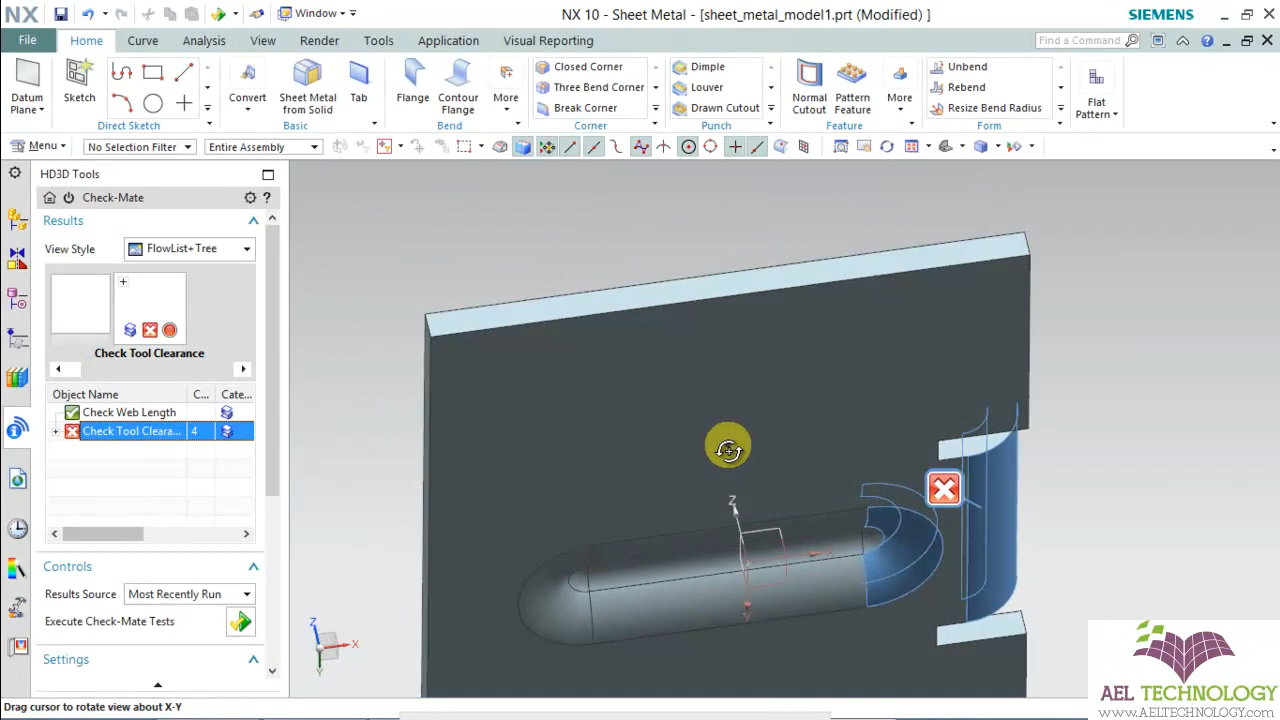 NX
Window
NX 10 - Sheet Metal - [sheet_metal_model1.prt (Modified) ]
SIEMENS
File
Home
Curve
Analysis
View
Render
Tools
Application
Visual Reporting
Find a Command
Datum
Plane
Sketch
Direct Sketch
Convert
Sheet Metal
from Solid
Tab
Basic
Flange
Contour
Flange
More
Bend
Closed Corner
Three Bend Corner
Break Corner
Corner
Dimple
Louver
Drawn Cutout
Punch
Normal
Cutout
Pattern
Feature
More
Feature
Unbend
Rebend
Resize Bend Radius
Form
Flat
Pattern
Menu
No Selection Filter
Entire Assembly
HD3D Tools
Check-Mate
Results
View Style
FlowList+Tree
Check Tool Clearance
Object Name
C...
Cate...
Check Web Length
Check Tool Cleara...
4
Controls
Results Source
Most Recently Run
Execute Check-Mate Tests
Settings
Drag cursor to rotate view about X-Y
Z
Z
X
Y
AEL TECHNOLOGY
www.AELTECHNOLOGY.com